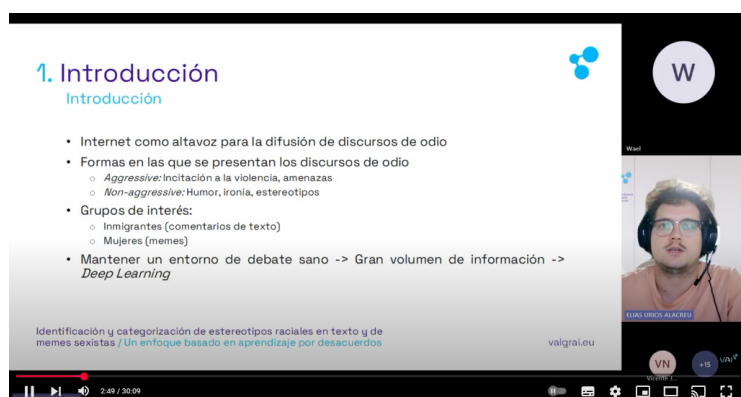 1. Introducción
Introducción
• Internet como altavoz para la difusión de discursos de odio
• Formas en las que se presentan los discursos de odio
○ Aggressive: Incitación a la violencia, amenazas
○ Non-aggressive: Humor, ironía, estereotipos
• Grupos de interés:
○ Inmigrantes (comentarios de texto)
○ Mujeres (memes)
• Mantener un entorno de debate sano -> Gran volumen de información ->
Deep Learning
Identificación y categorización de estereotipos raciales en texto y de
memes sexistas / Un enfoque basado en aprendizaje por desacuerdos
valgrai.eu
W
Wael
ELIAS URIOS ALACREU
VN
Vicente J...
+15
VAI
2:49 / 30:09